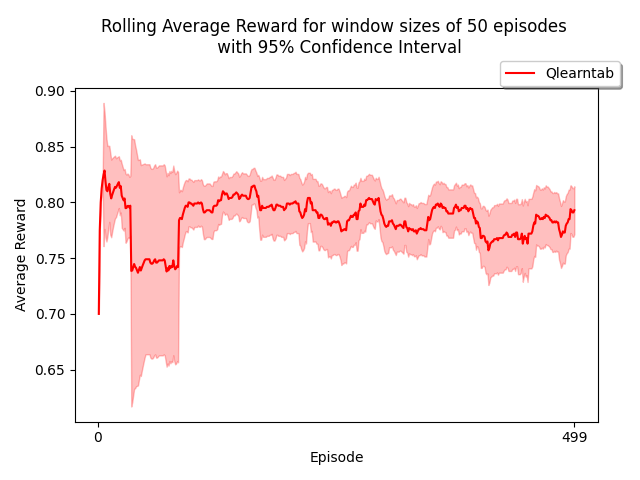 Rolling Average Reward for window sizes of 50 episodes
with 95% Confidence Interval
Qlearntab
0.90
0.85
0.80
0.75
0.70
0.65
Average Reward
0
499
Episode